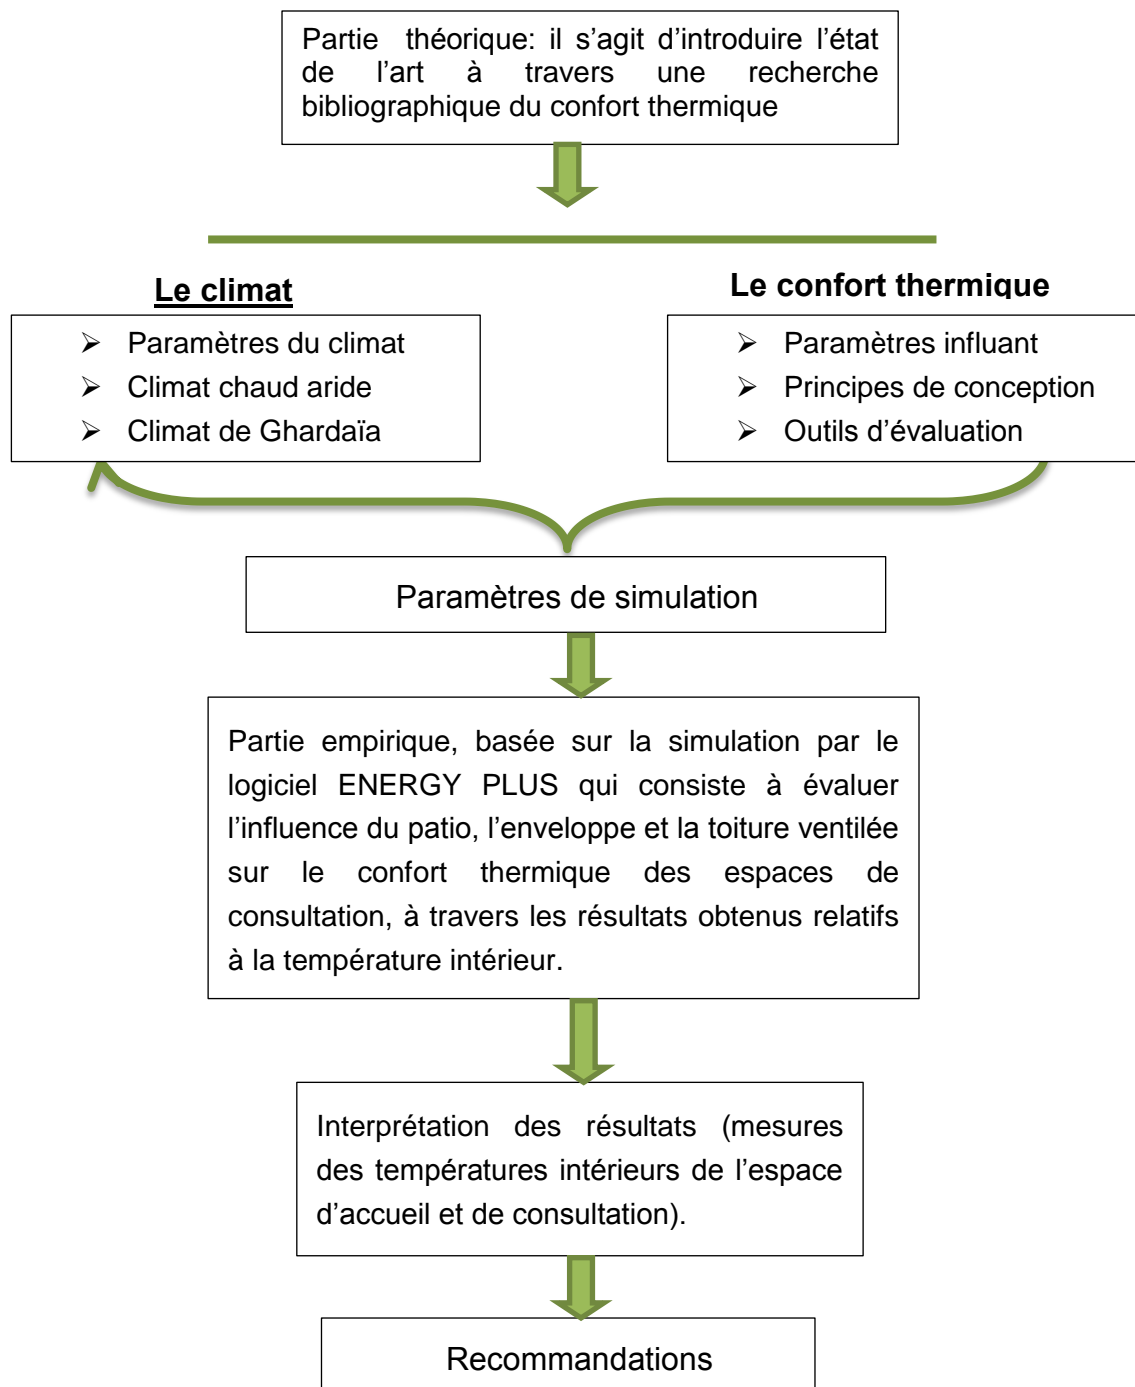 Partie théorique: il s’agit d’introduire l’état
de l’art à travers une recherche
bibliographique du confort thermique
Le climat
➢ Paramètres du climat
➢ Climat chaud aride
➢ Climat de Ghardaïa
Le confort thermique
➢ Paramètres influant
➢ Principes de conception
➢ Outils d’évaluation
Paramètres de simulation
Partie empirique, basée sur la simulation par le
logiciel ENERGY PLUS qui consiste à évaluer
l’influence du patio, l’enveloppe et la toiture ventilée
sur le confort thermique des espaces de
consultation, à travers les résultats obtenus relatifs
à la température intérieur.
Interprétation des résultats (mesures
des températures intérieurs de l’espace
d’accueil et de consultation).
Recommandations